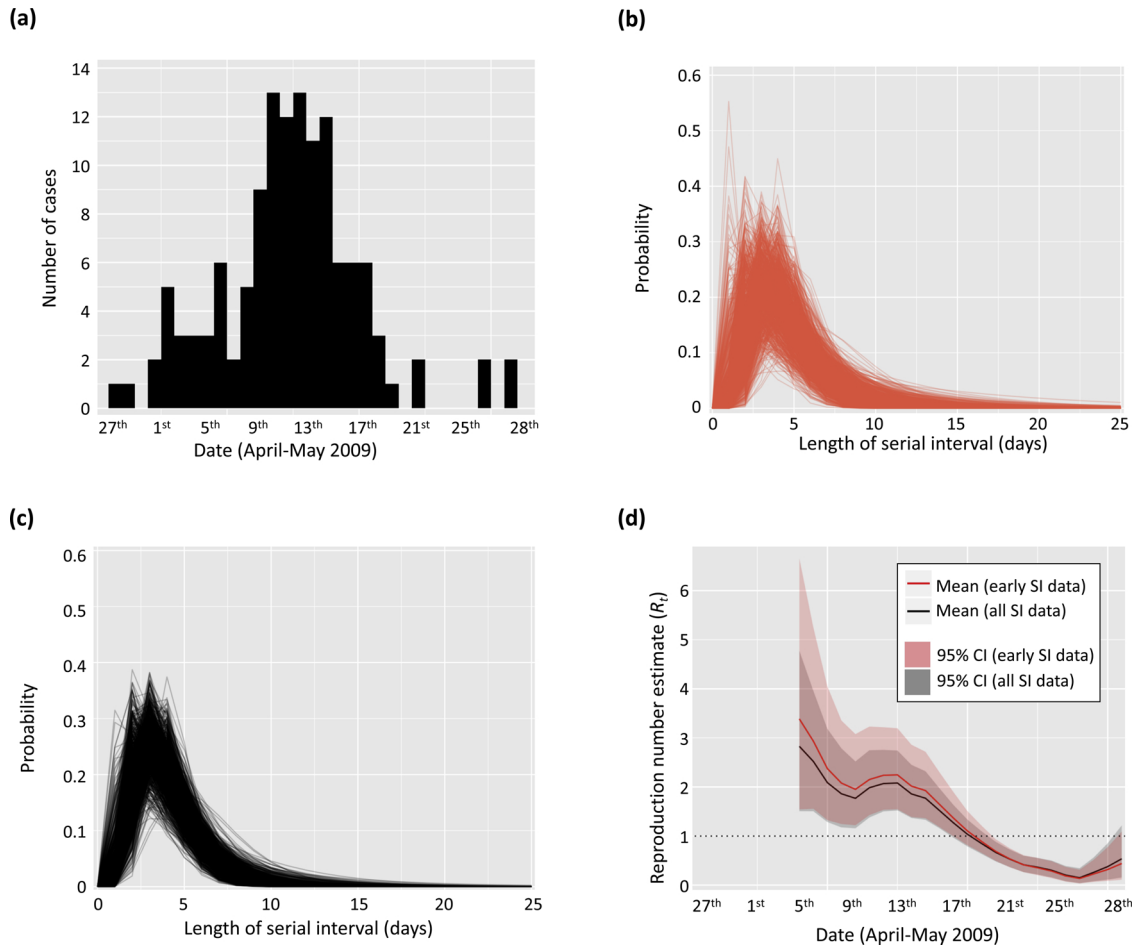 (a)
14
12
10
8
6
4
2
0
Number of cases
27th 1st 5th 9th 13th 17th 21st 25th 28th
Date (April-May 2009)
(b)
0.6
0.5
0.4
0.3
0.2
0.1
0
Probability
0 5 10 15 20 25
Length of serial interval (days)
(c)
0.6
0.5
0.4
0.3
0.2
0.1
0
Probability
0 5 10 15 20 25
Length of serial interval (days)
(d)
6
5
4
3
2
1
0
Reproduction number estimate (Rt)
Mean (early SI data)
Mean (all SI data)
95% CI (early SI data)
95% CI (all SI data)
27th 1st 5th 9th 13th 17th 21st 25th 28th
Date (April-May 2009)